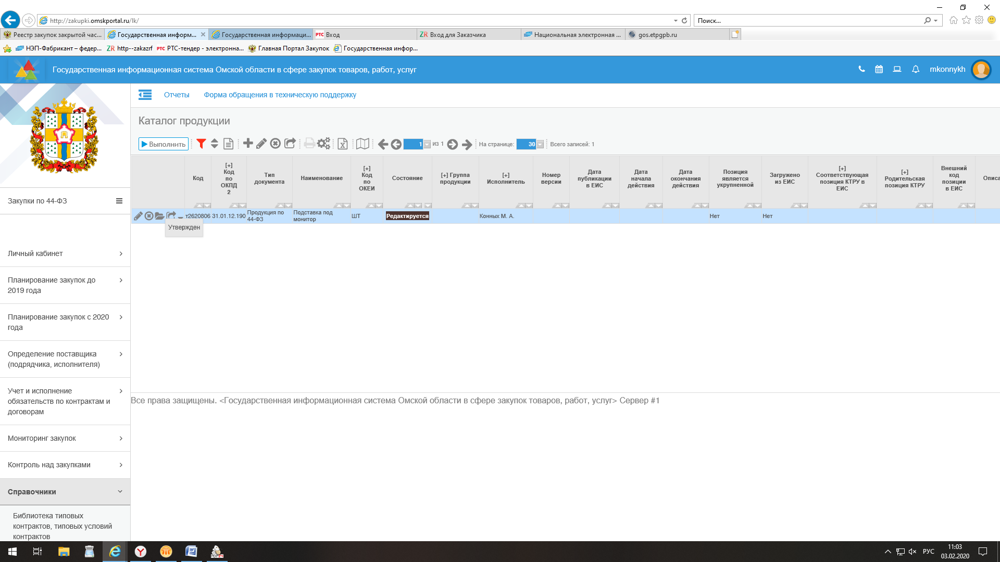 http://zakupki.omskportal.ru/lk/
Поиск...
Реестр закупок закрытой час...
Государственная информ...
Государственная информаци...
РТС Вход
ZR Вход для Заказчика
Национальная электронная ...
gos.etpgpb.ru
НЭП-Фабрикант – федер...
ZR http--zakazrf
РТС РТС-тендер - электронна...
Главная Портал Закупок
Государственная инфор...
Государственная информационная система Омской области в сфере закупок товаров, работ, услуг
mkonnykh
Отчеты
Форма обращения в техническую поддержку
Каталог продукции
Выполнить
1
из 1
На странице:
30
Всего записей: 1
Код
[+]
Код
по
ОКПД
2
Тип
документа
Наименование
[+]
Код
по
ОКЕИ
Состояние
[+] Группа
продукции
[+]
Исполнитель
Номер
версии
Дата
публикации
в ЕИС
Дата
начала
действия
Дата
окончания
действия
Позиция
является
укрупненной
Загружено
из ЕИС
[+]
Соответствующая
позиция КТРУ в
ЕИС
[+]
Родительская
позиция КТРУ
Внешний
код
позиции
в ЕИС
Описа
т2620806
31.01.12.190
Продукция по
44-ФЗ
Подставка под
монитор
ШТ
Редактируется
Конных М. А.
Нет
Нет
Утвержден
Закупки по 44-ФЗ
Личный кабинет
Планирование закупок до
2019 года
Планирование закупок с 2020
года
Определение поставщика
(подрядчика, исполнителя)
Учет и исполнение
обязательств по контрактам и
договорам
Мониторинг закупок
Контроль над закупками
Справочники
Библиотека типовых
контрактов, типовых условий
контрактов
Все права защищены. <Государственная информационная система Омской области в сфере закупок товаров, работ, услуг> Сервер #1
РУС
11:03
03.02.2020